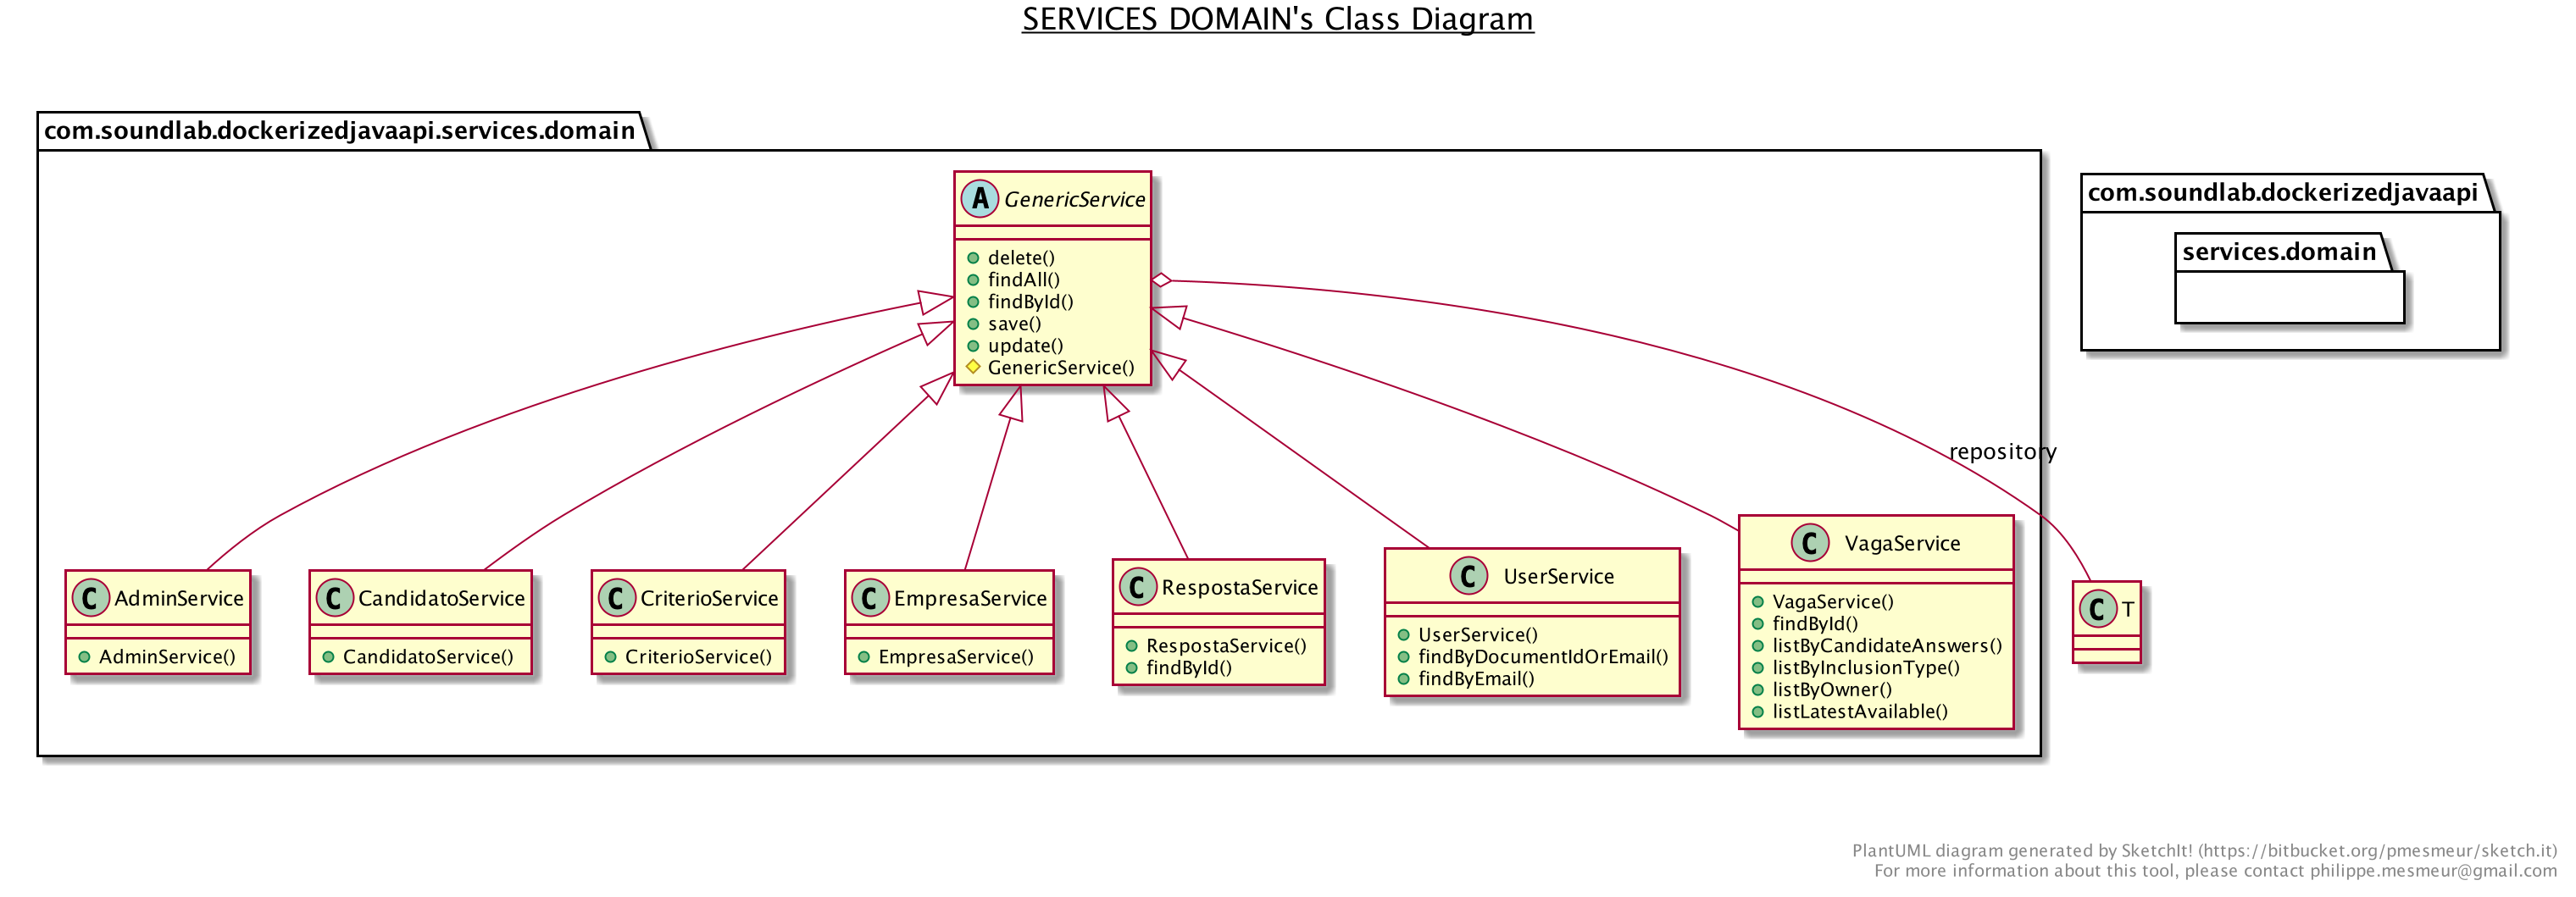 SERVICES DOMAIN's Class Diagram
com.soundlab.dockerizedjavaapi.services.domain
A GenericService
delete()
findAll()
findById()
save()
update()
GenericService()
com.soundlab.dockerizedjavaapi
services.domain
repository
C AdminService
AdminService()
C CandidatoService
CandidatoService()
C CriterioService
CriterioService()
C EmpresaService
EmpresaService()
C RespostaService
RespostaService()
findById()
C UserService
UserService()
findByDocumentIdOrEmail()
findByEmail()
C VagaService
VagaService()
findById()
listByCandidateAnswers()
listByInclusionType()
listByOwner()
listLatestAvailable()
C T
PlantUML diagram generated by SketchIt! (https://bitbucket.org/pmesmeur/sketch.it)
For more information about this tool, please contact philippe.mesmeur@gmail.com